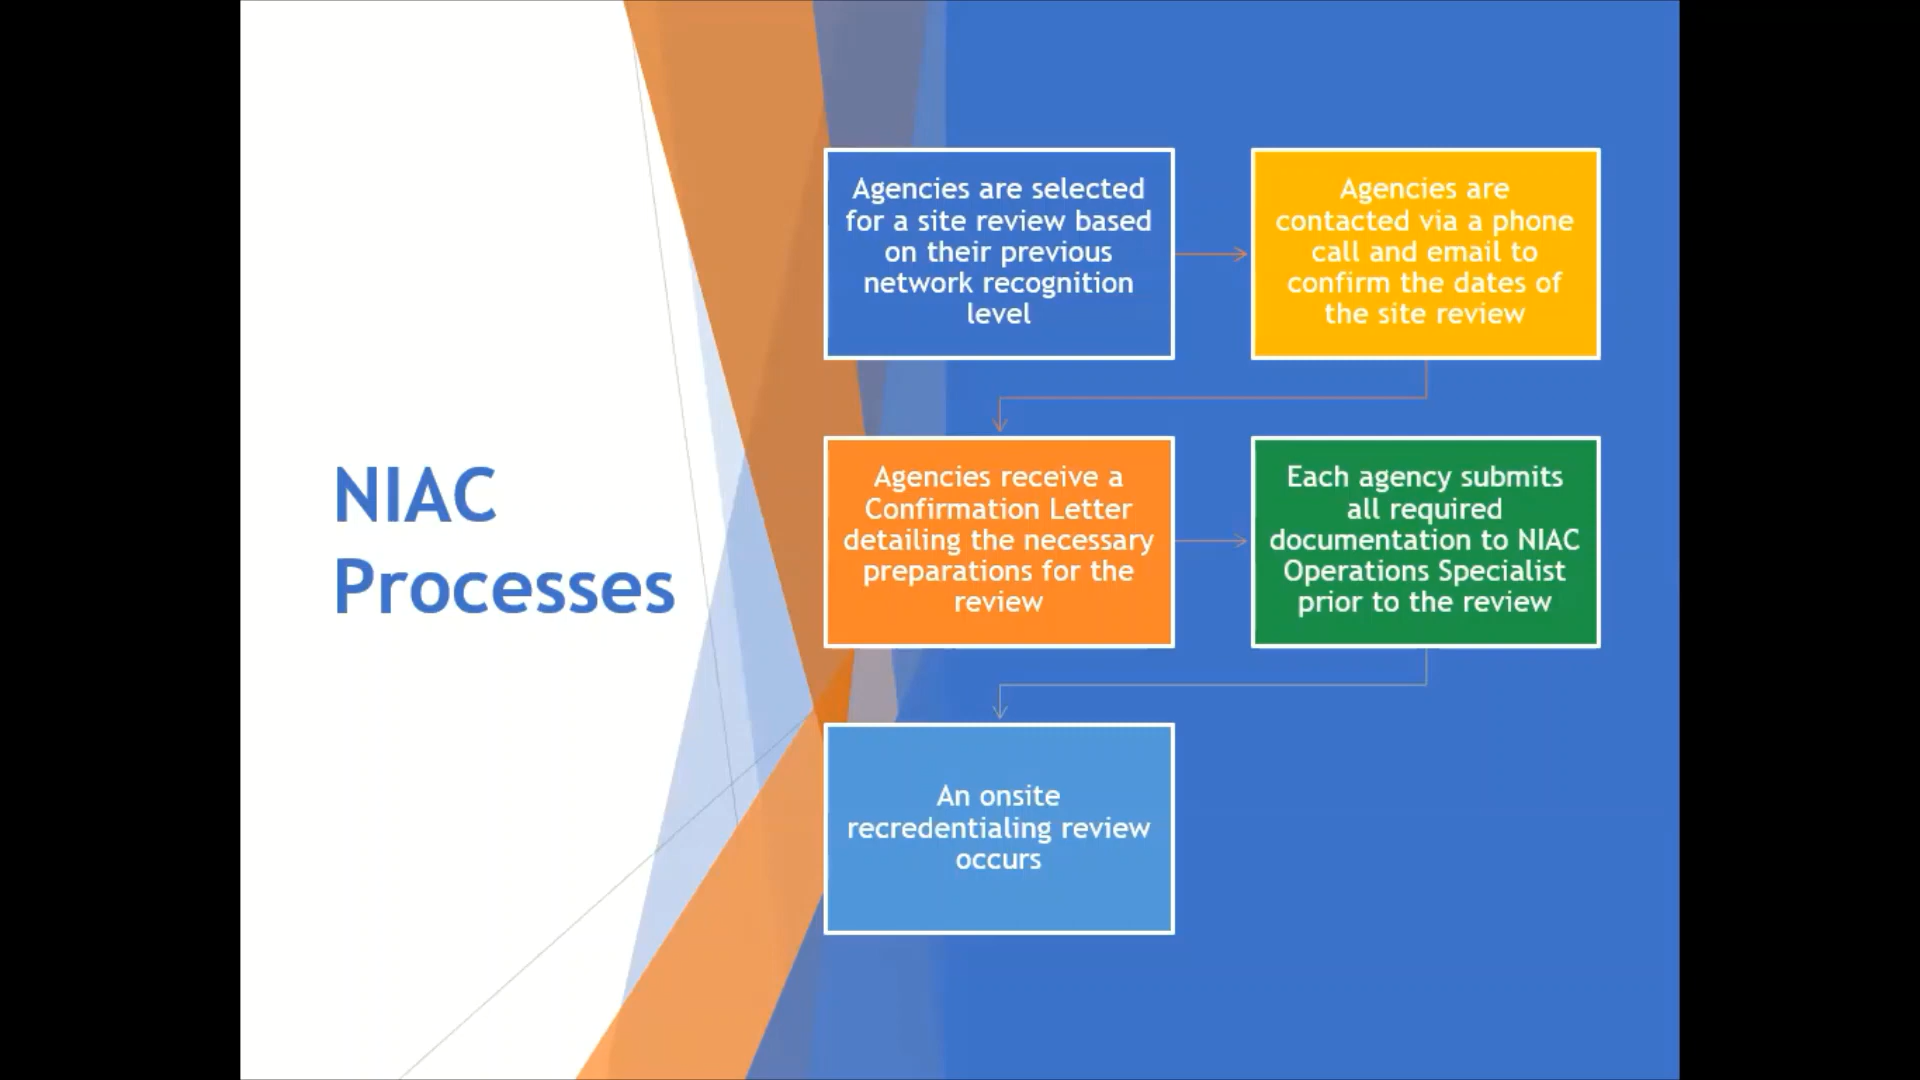 NIAC
Processes
Agencies are selected
for a site review based
on their previous
network recognition
level
Agencies are
contacted via a phone
call and email to
confirm the dates of
the site review
Agencies receive a
Confirmation Letter
detailing the necessary
preparations for the
review
Each agency submits
all required
documentation to NIAC
Operations Specialist
prior to the review
An onsite
recredentialing review
occurs